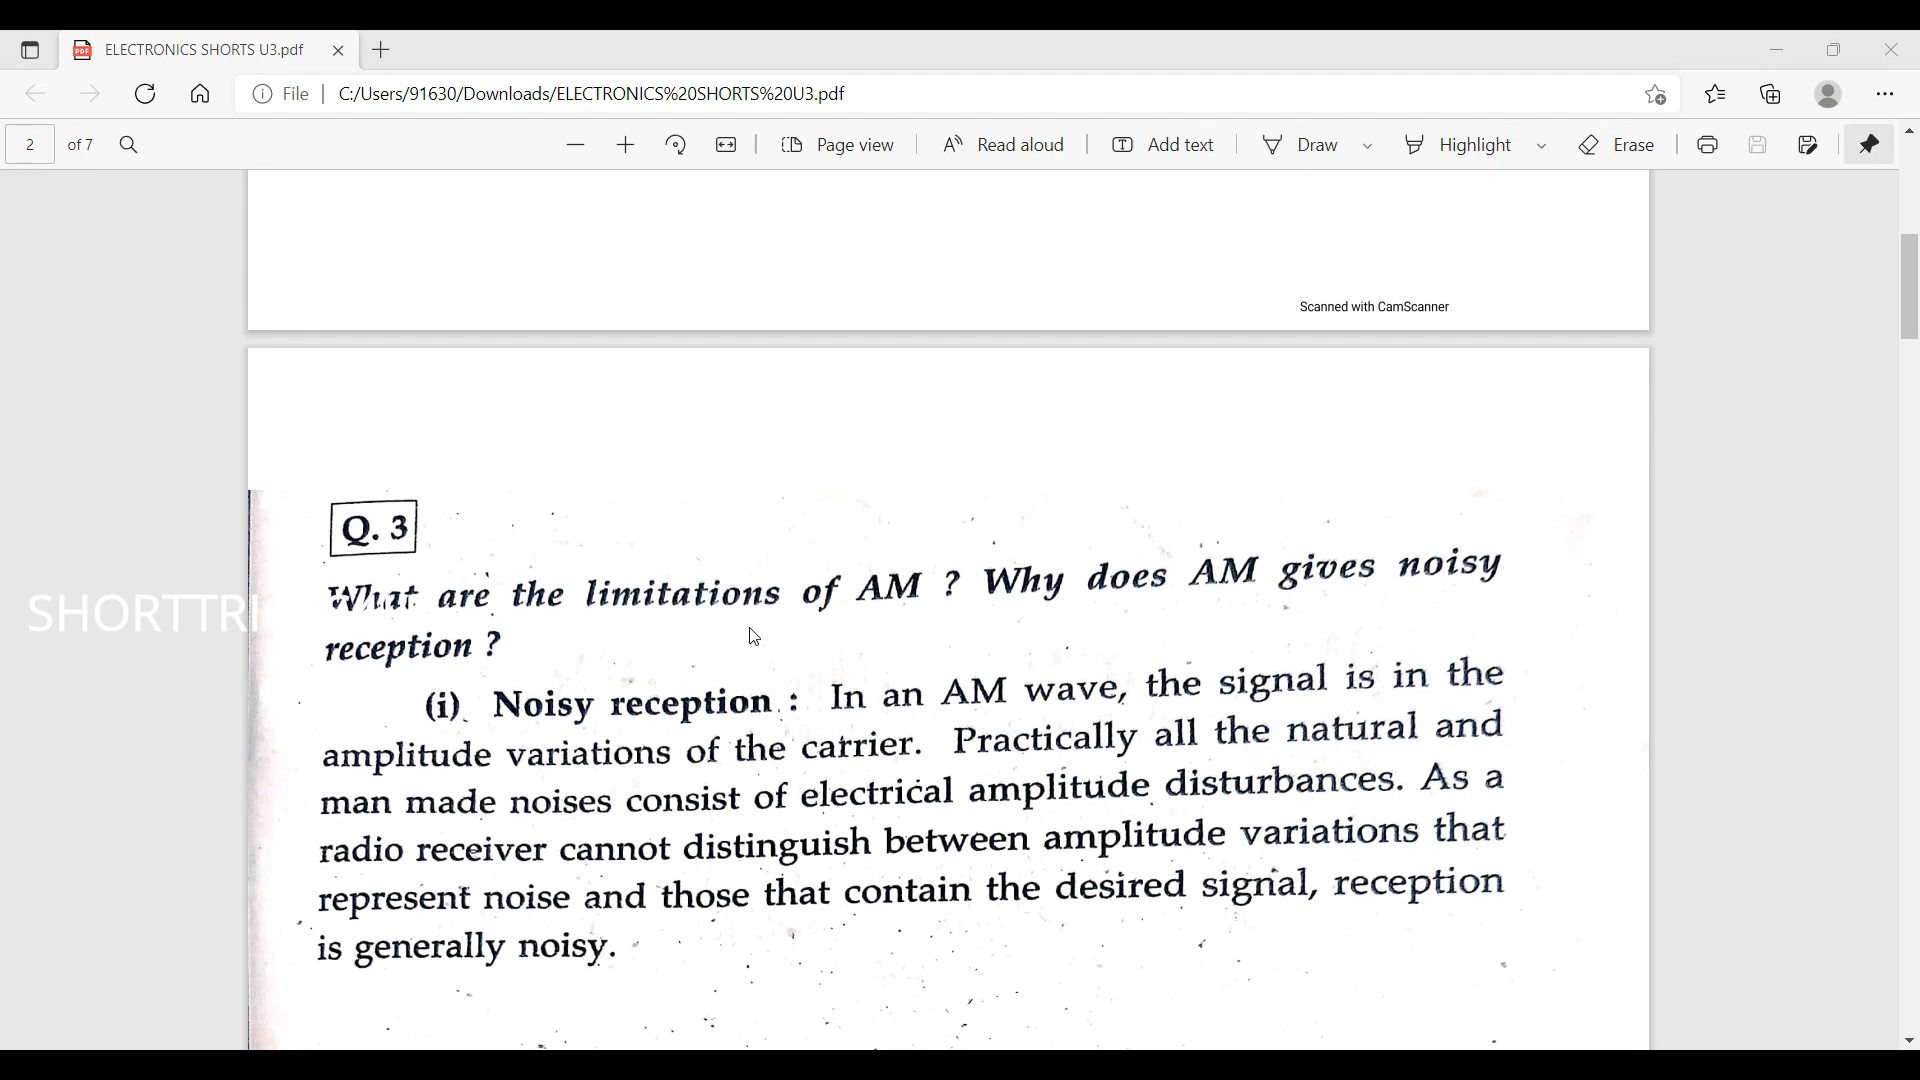 ELECTRONICS SHORTS U3.pdf
File
C:/Users/91630/Downloads/ELECTRONICS%20SHORTS%20U3.pdf
2 of 7
Page view
Read aloud
Add text
Draw
Highlight
Erase
Scanned with CamScanner
Q. 3
What are the limitations of AM ? Why does AM gives noisy
reception ?
SHORTTRI
(i) Noisy reception : In an AM wave, the signal is in the
amplitude variations of the carrier. Practically all the natural and
man made noises consist of electrical amplitude disturbances. As a
radio receiver cannot distinguish between amplitude variations that
represent noise and those that contain the desired signal, reception
is generally noisy.